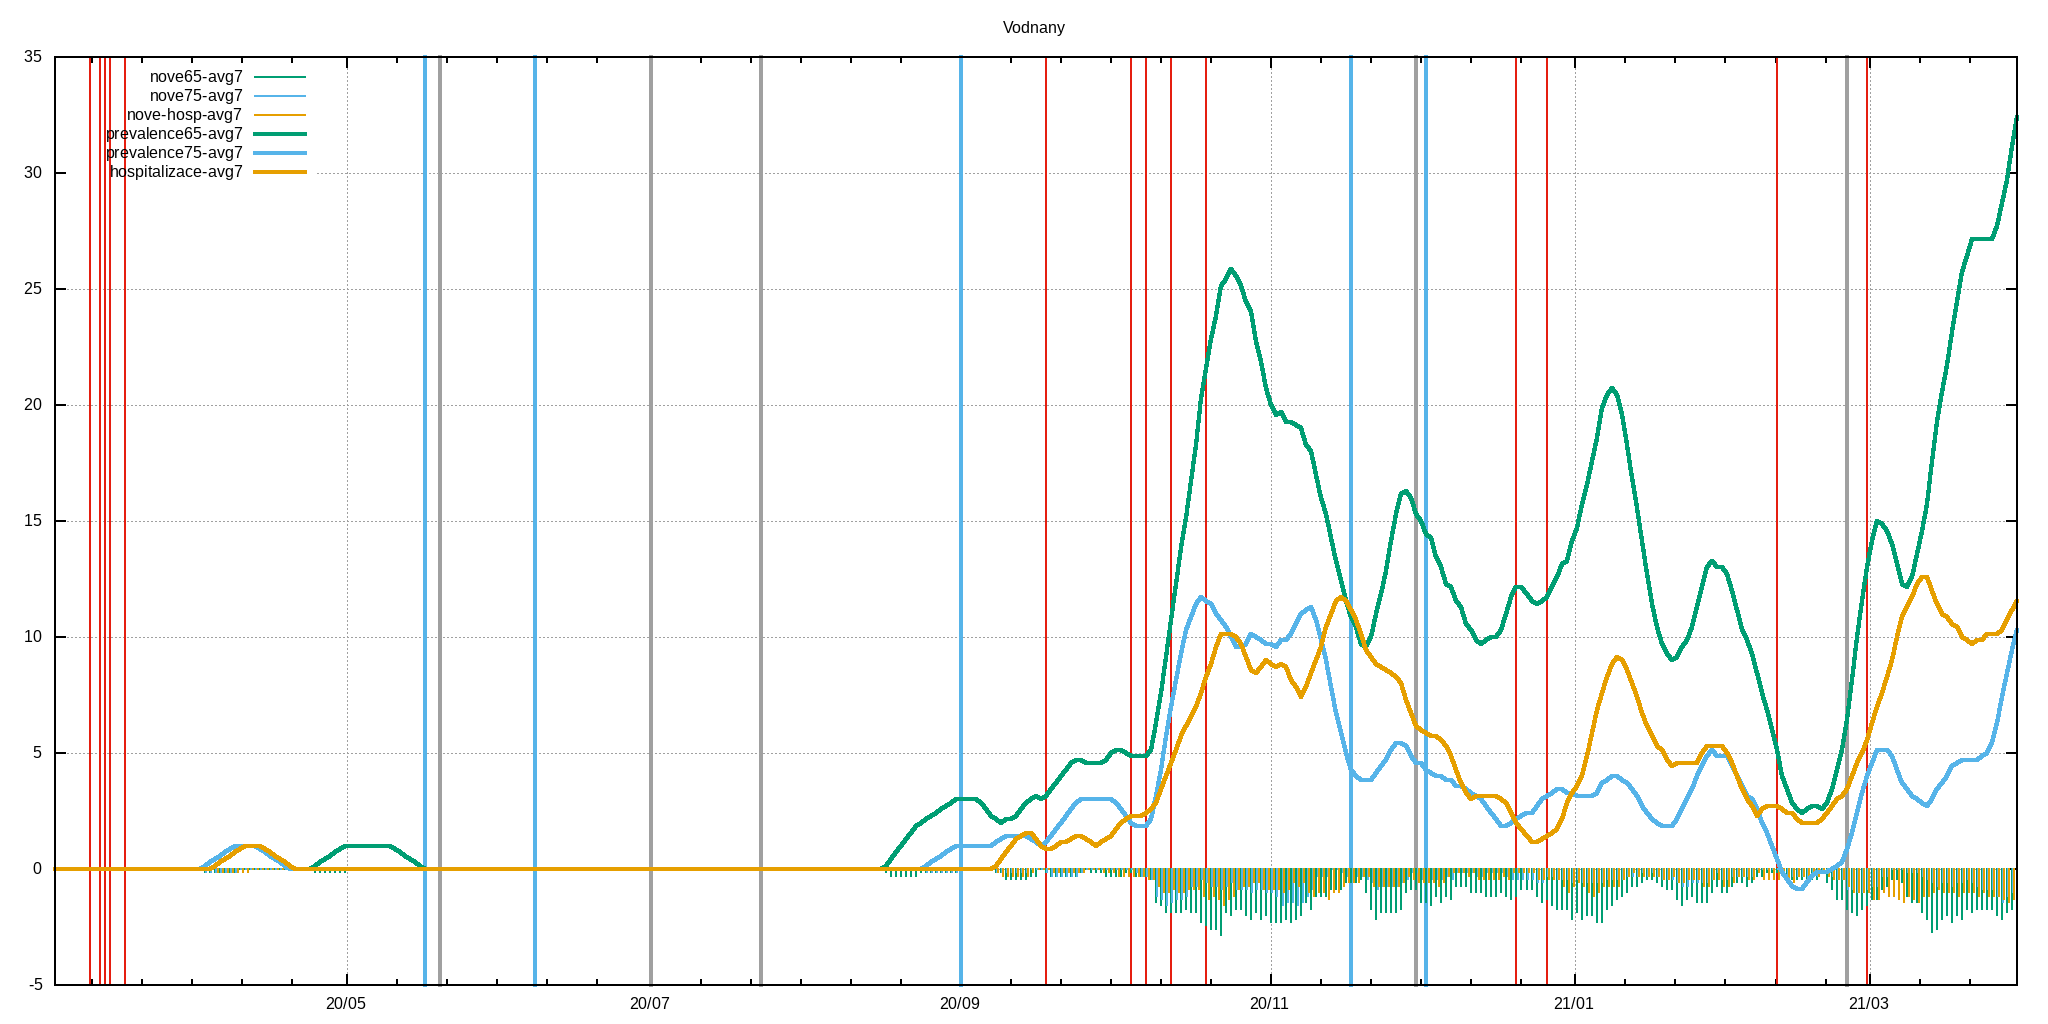 Vodnany
35
nove65-avg7
nove75-avg7
nove-hosp-avg7
prevalence65-avg7
prevalence75-avg7
hospitalizace-avg7
30
25
20
15
10
5
0
-5
20/05 20/07 20/09 20/11 21/01 21/03